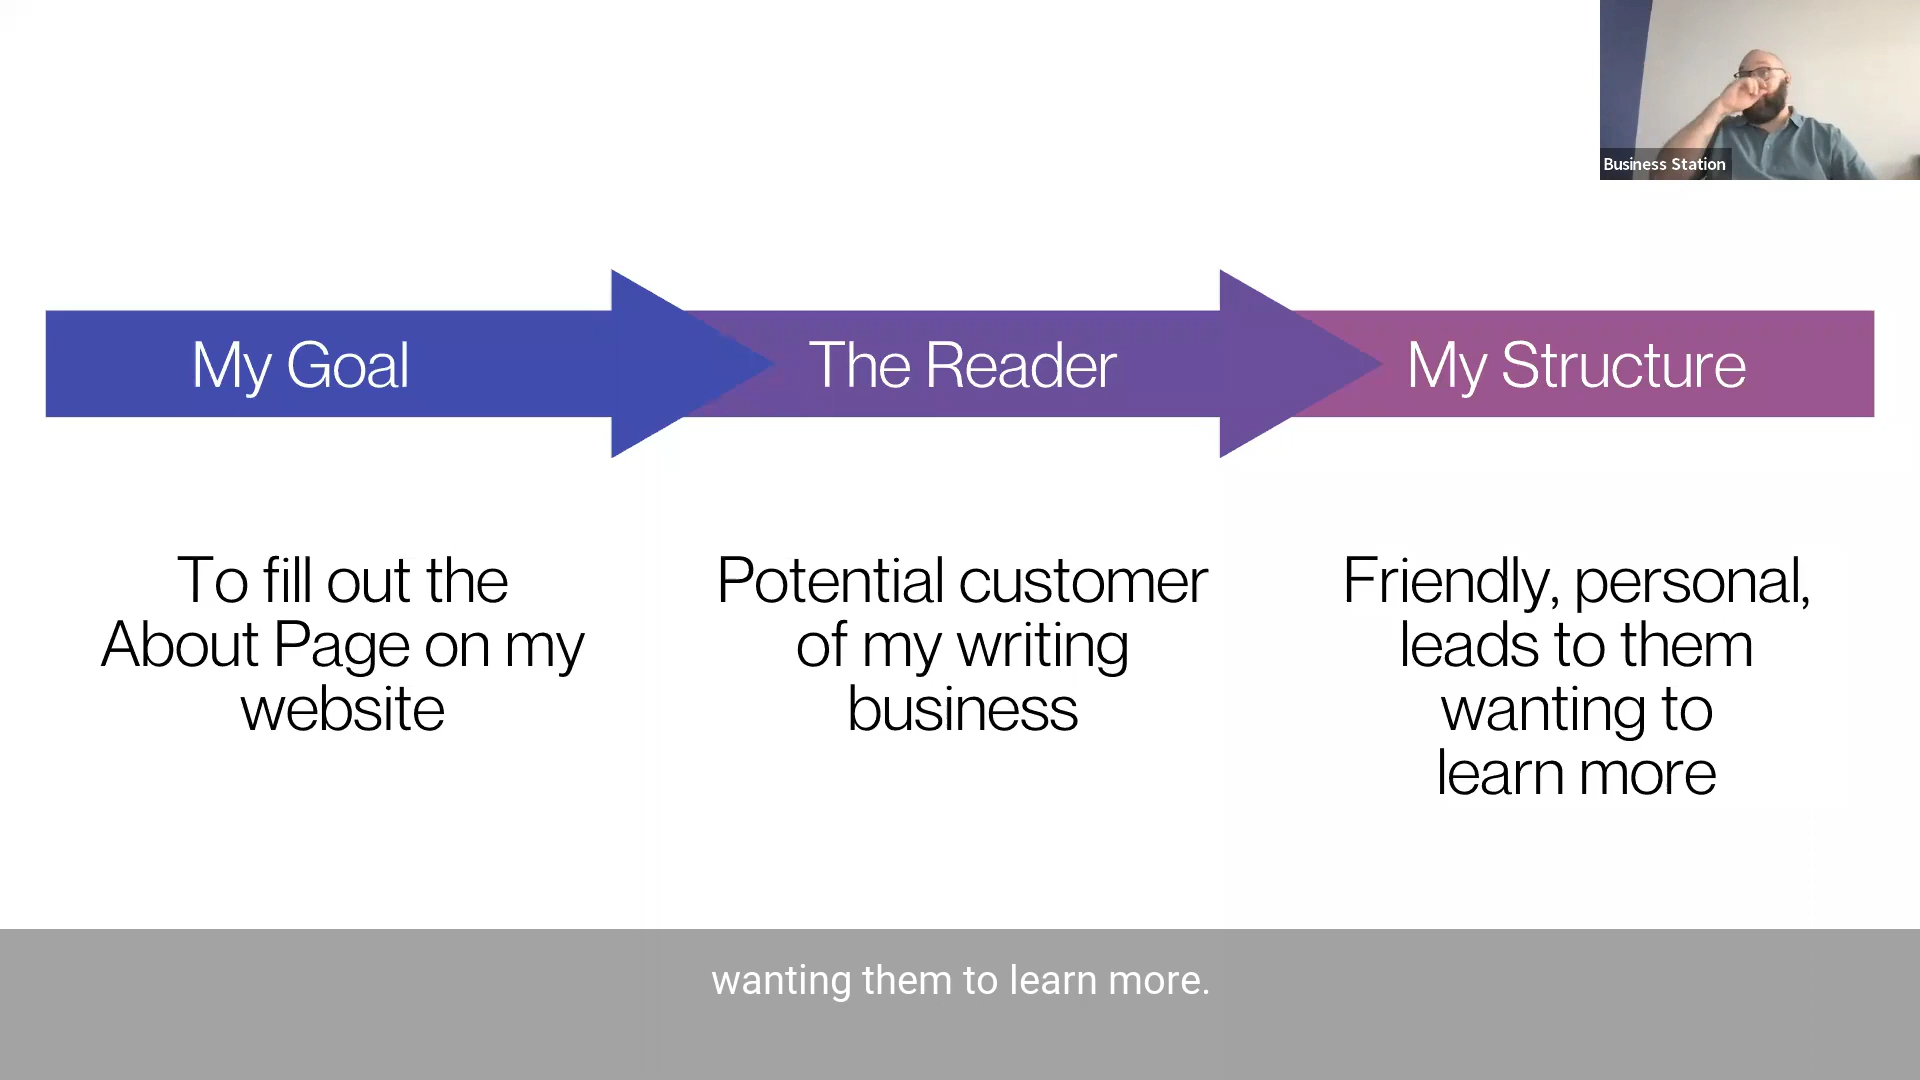 Business Station
My Goal
The Reader
My Structure
To fill out the
About Page on my
website
Potential customer
of my writing
business
Friendly, personal,
leads to them
wanting to
learn more
wanting them to learn more.